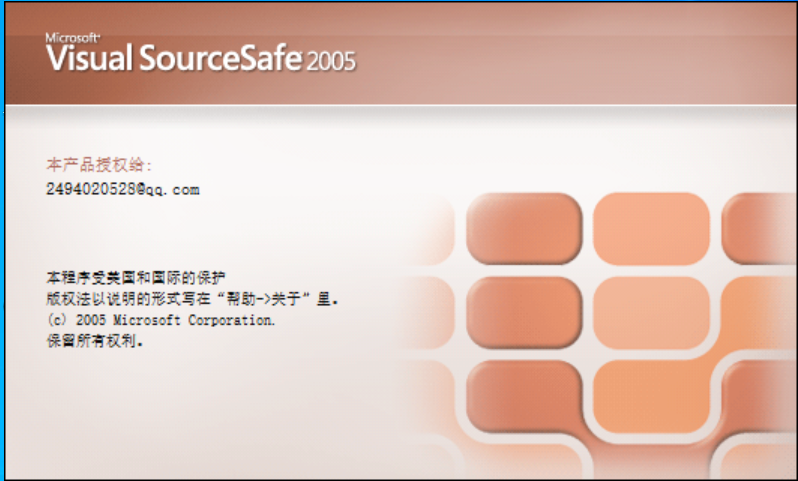 Microsoft®
Visual SourceSafe® 2005
本产品授权给:
2494020528@qq.com
本程序受美国和国际的保护
版权法以说明的形式写在“帮助->关于”里。
(c) 2005 Microsoft Corporation.
保留所有权利。